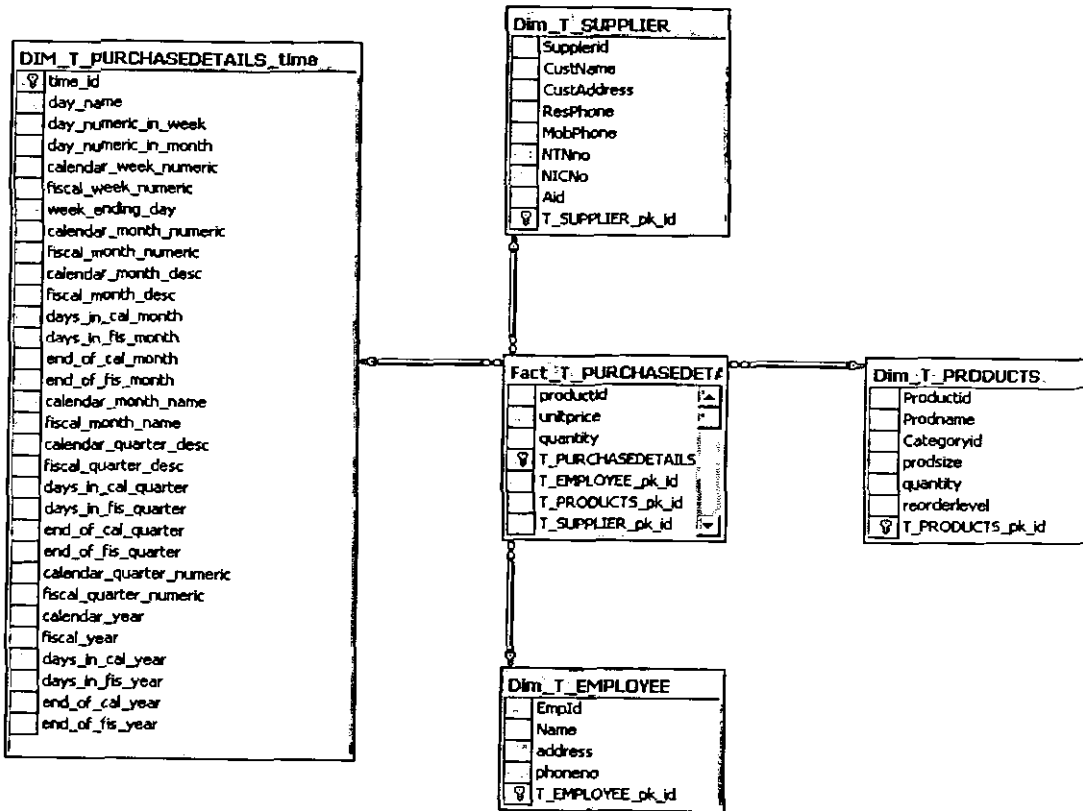 DIM_T_PURCHASEDETAILS_time
time_id
day_name
day_numeric_in_week
day_numeric_in_month
calendar_week_numeric
fiscal_week_numeric
week_ending_day
calendar_month_numeric
fiscal_month_numeric
calendar_month_desc
fiscal_month_desc
days_in_cal_month
days_in_fis_month
end_of_cal_month
end_of_fis_month
calendar_month_name
fiscal_month_name
calendar_quarter_desc
fiscal_quarter_desc
days_in_cal_quarter
days_in_fis_quarter
end_of_cal_quarter
end_of_fis_quarter
calendar_quarter_numeric
fiscal_quarter_numeric
calendar_year
fiscal_year
days_in_cal_year
days_in_fis_year
end_of_cal_year
end_of_fis_year
Dim_T_SUPPLIER
Supplerid
CustName
CustAddress
ResPhone
MobPhone
NTNno
NICNo
Aid
T_SUPPLIER_pk_id
Fact_T_PURCHASEDETA
productid
unitprice
quantity
T_PURCHASEDETAILS
T_EMPLOYEE_pk_id
T_PRODUCTS_pk_id
T_SUPPLIER_pk_id
Dim_T_PRODUCTS
Productid
Prodname
Categoryid
prodsize
quantity
reorderlevel
T_PRODUCTS_pk_id
Dim_T_EMPLOYEE
EmpId
Name
address
phoneno
T_EMPLOYEE_pk_id